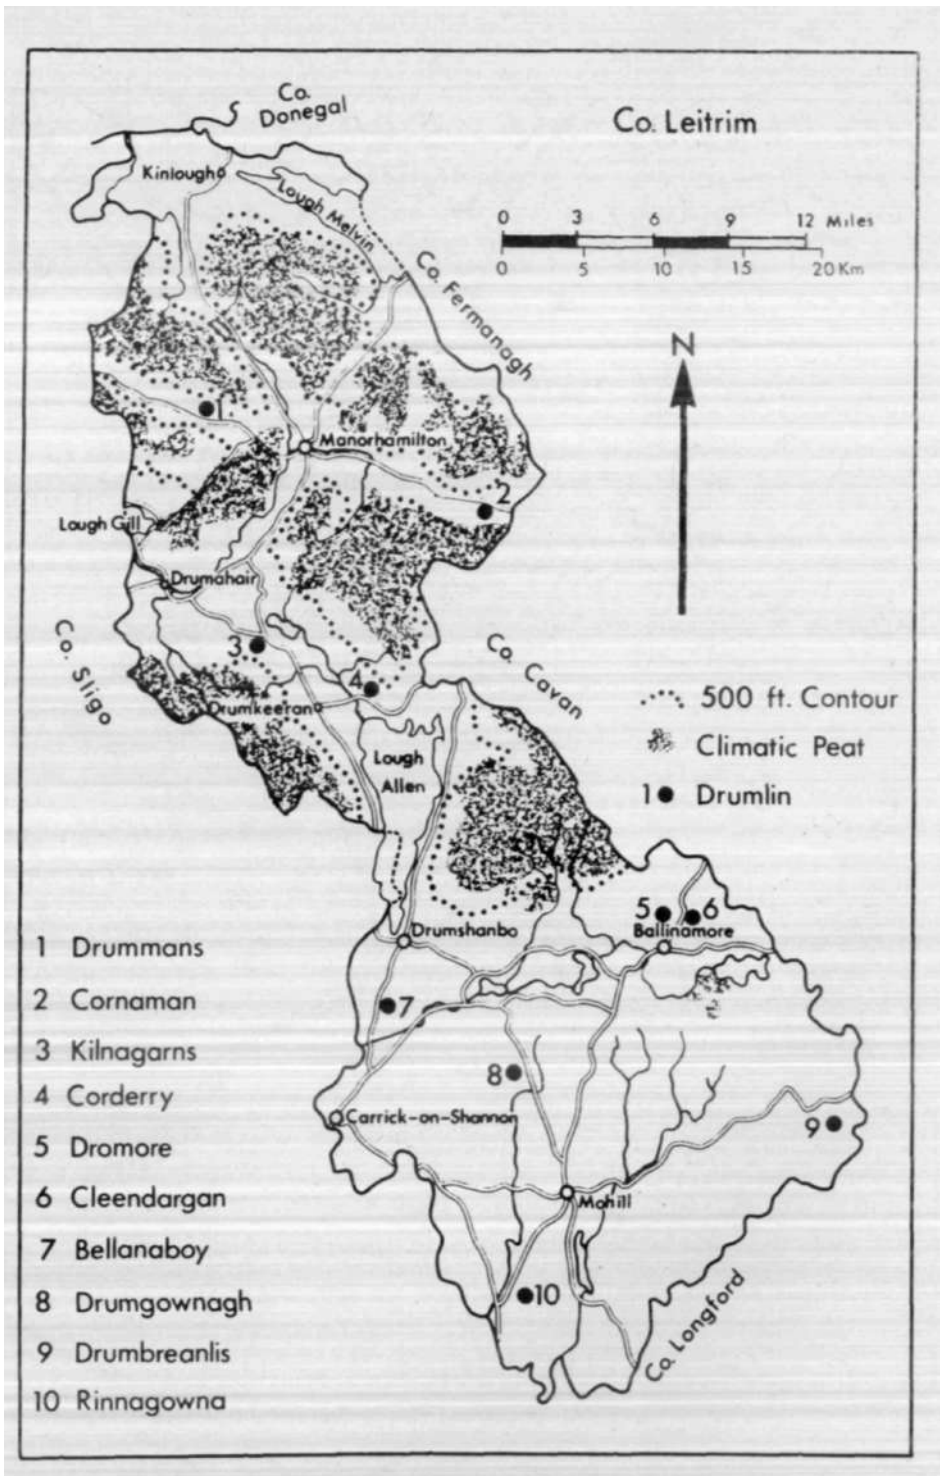 Co.
Donegal
Co. Leitrim
Kinlough
Lough Melvin
0 3 6 9 12 Miles
0 5 10 15 20 Km
Co. Fermanagh
N
1
Manorhamilton
2
Lough Gill
Drumahair
Co. Sligo
3
Co. Cavan
4
Drumkeeran
500 ft. Contour
Lough
Allen
Climatic Peat
1 Drumlin
5 6
Ballinamore
Drumshanbo
7
8
Carrick-on-Shannon
9
Mohill
10
Co. Longford
1 Drummans
2 Cornaman
3 Kilnagarns
4 Corderry
5 Dromore
6 Cleendargan
7 Bellanaboy
8 Drumgownagh
9 Drumbreanlis
10 Rinnagowna